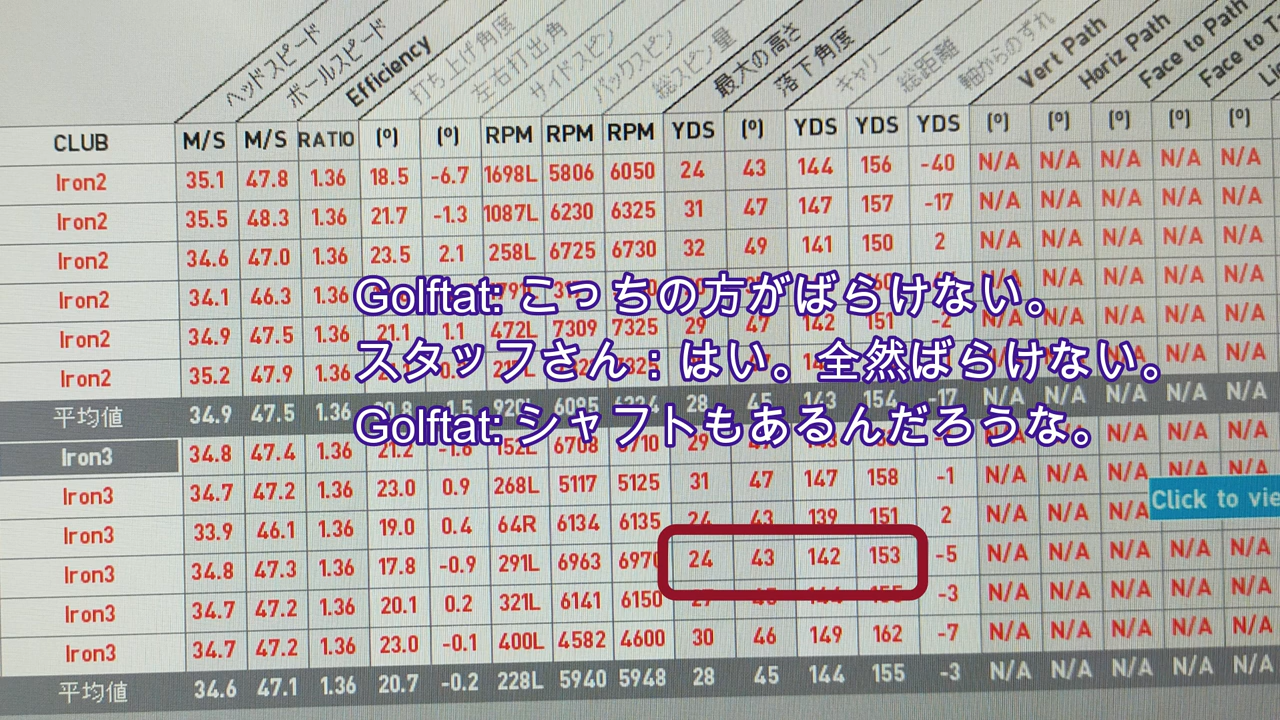 ヘッドスピード ボールスピード Efficiency 打ち上げ角度 左右打出角 サイドスピン バックスピン 総スピン量 最大の高さ 落下角度 キャリー 総距離 軸からのずれ Vert Path Horiz Path Face to Path Face to
CLUB M/S M/S RATIO (º) (º) RPM RPM RPM YDS (º) YDS YDS YDS (º) (º) (º) (º) (º)
Iron2 35.1 47.8 1.36 18.5 -6.7 1698L 5806 6050 24 43 144 156 -40 N/A N/A N/A N/A N/A
Iron2 35.5 48.3 1.36 21.7 -1.3 1087L 6230 6325 31 47 147 157 -17 N/A N/A N/A N/A N/A
Iron2 34.6 47.0 1.36 23.5 2.1 258L 6725 6730 32 49 141 150 2 N/A N/A N/A N/A N/A
Iron2 34.1 46.3 1.36 N/A N/A N/A
Golftat: こっちの方がばらけない。
Iron2 34.9 47.5 1.36 21.1 1.1 472L 7309 7325 29 47 142 151 -2 N/A N/A N/A N/A N/A
スタッフさん：はい。全然ばらけない。
Iron2 35.2 47.9 1.36 N/A N/A N/A
平均値 34.9 47.5 1.36 28 45 143 154 -17 N/A N/A N/A N/A N/A
Golftat: シャフトもあるんだろうな。
Iron3 34.8 47.4 1.36 21.2 -1.6 152L 6708 6710 29 N/A N/A N/A
Iron3 34.7 47.2 1.36 23.0 0.9 268L 5117 5125 31 47 147 158 -1 N/A N/A N/A N/A N/A
Click to vie
Iron3 33.9 46.1 1.36 19.0 0.4 64R 6134 6135 24 43 139 151 2 N/A N/A N/A N/A N/A
Iron3 34.8 47.3 1.36 17.8 -0.9 291L 6963 6970 24 43 142 153 -5 N/A N/A N/A N/A N/A
Iron3 34.7 47.2 1.36 20.1 0.2 321L 6141 6150 27 45 144 155 -3 N/A N/A N/A N/A N/A
Iron3 34.7 47.2 1.36 23.0 -0.1 400L 4582 4600 30 46 149 162 -7 N/A N/A N/A N/A N/A
平均値 34.6 47.1 1.36 20.7 -0.2 228L 5940 5948 28 45 144 155 -3 N/A N/A N/A N/A N/A